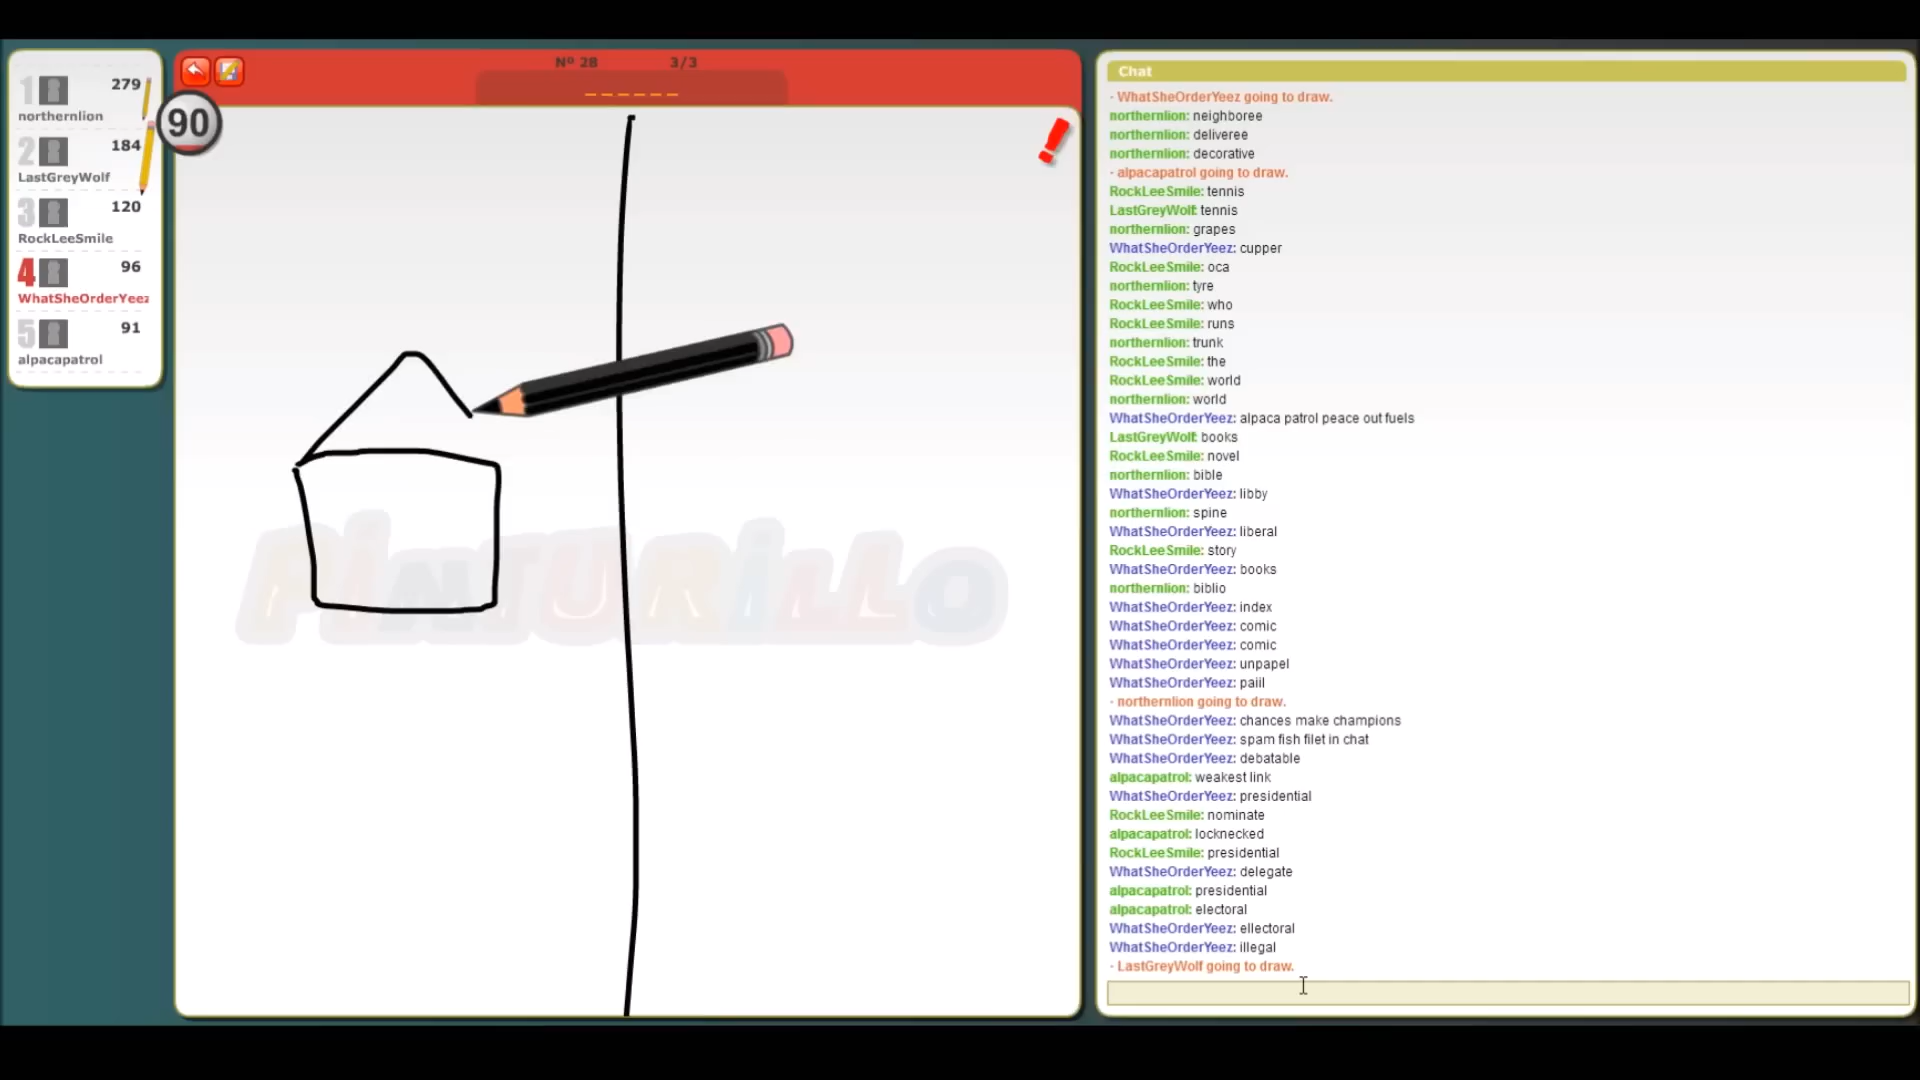 1 279
northernlion
2 184
LastGreyWolf
3 120
RockLeeSmile
4 96
WhatSheOrderYeez
5 91
alpacapatrol
90
Nº 28 3/3
_ _ _ _ _ _
PINTURILLO
Chat
· WhatSheOrderYeez going to draw.
northernlion: neighboree
northernlion: deliveree
northernlion: decorative
· alpacapatrol going to draw.
RockLeeSmile: tennis
LastGreyWolf: tennis
northernlion: grapes
WhatSheOrderYeez: cupper
RockLeeSmile: oca
northernlion: tyre
RockLeeSmile: who
RockLeeSmile: runs
northernlion: trunk
RockLeeSmile: the
RockLeeSmile: world
northernlion: world
WhatSheOrderYeez: alpaca patrol peace out fuels
LastGreyWolf: books
RockLeeSmile: novel
northernlion: bible
WhatSheOrderYeez: libby
northernlion: spine
WhatSheOrderYeez: liberal
RockLeeSmile: story
WhatSheOrderYeez: books
northernlion: biblio
WhatSheOrderYeez: index
WhatSheOrderYeez: comic
WhatSheOrderYeez: comic
WhatSheOrderYeez: unpapel
WhatSheOrderYeez: paiil
· northernlion going to draw.
WhatSheOrderYeez: chances make champions
WhatSheOrderYeez: spam fish filet in chat
WhatSheOrderYeez: debatable
alpacapatrol: weakest link
WhatSheOrderYeez: presidential
RockLeeSmile: nominate
alpacapatrol: locknecked
RockLeeSmile: presidential
WhatSheOrderYeez: delegate
alpacapatrol: presidential
alpacapatrol: electoral
WhatSheOrderYeez: ellectoral
WhatSheOrderYeez: illegal
· LastGreyWolf going to draw.